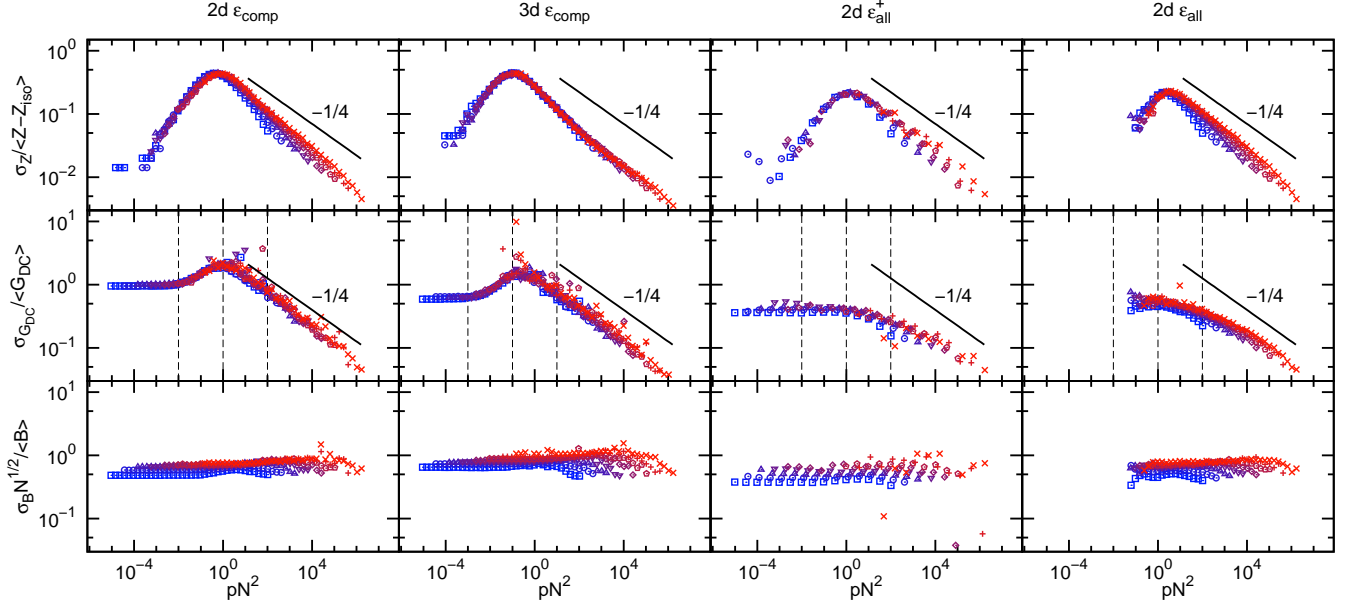 2d ε_comp 3d ε_comp 2d ε_all^+ 2d ε_all
σ_Z/<Z−Z_iso>
10^0
10^-1
10^-2
−1/4 −1/4 −1/4 −1/4
σ_G_DC/<G_DC>
10^1
10^0
10^-1
−1/4 −1/4 −1/4 −1/4
σ_B N^1/2/<B>
10^1
10^0
10^-1
10^-4 10^0 10^4 10^-4 10^0 10^4 10^-4 10^0 10^4 10^-4 10^0 10^4
pN^2 pN^2 pN^2 pN^2